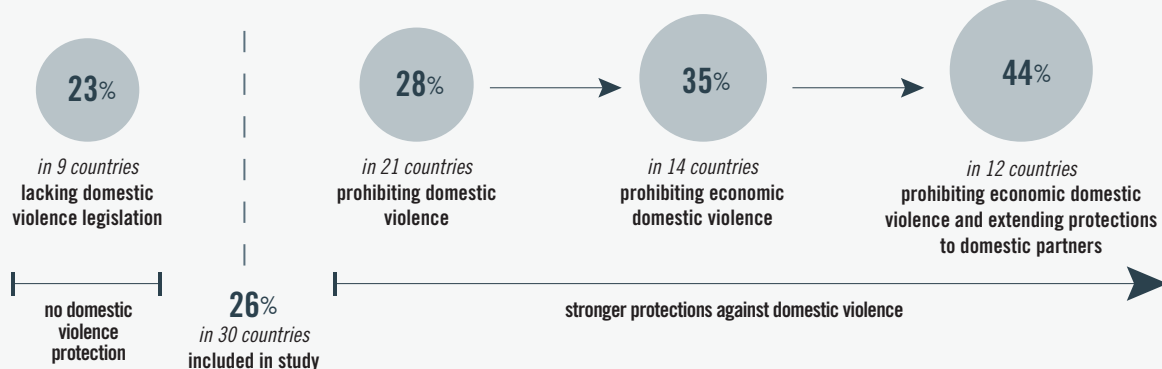 23%
in 9 countries
lacking domestic
violence legislation
no domestic
violence
protection
26%
in 30 countries
included in study
28%
in 21 countries
prohibiting domestic
violence
35%
in 14 countries
prohibiting economic
domestic violence
44%
in 12 countries
prohibiting economic domestic
violence and extending protections
to domestic partners
stronger protections against domestic violence